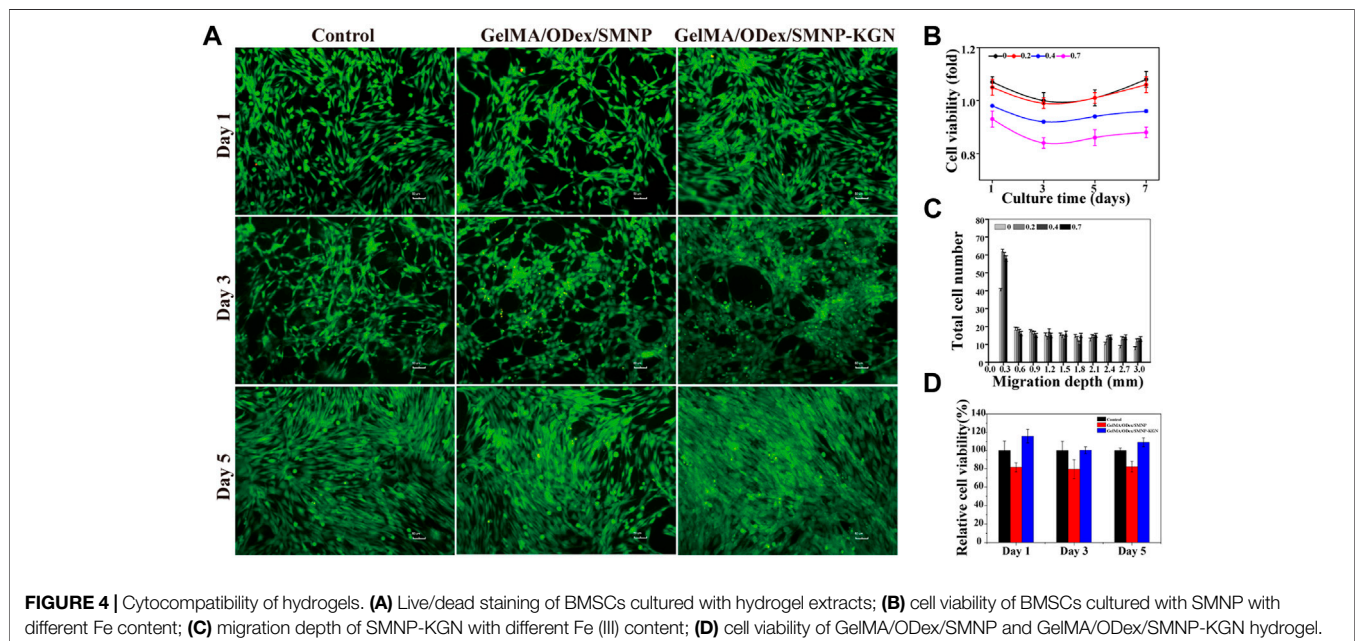 A
Control
GelMA/ODex/SMNP
GelMA/ODex/SMNP-KGN
Day 1
Day 3
Day 5
B
Cell viability (fold)
1.2
1.0
0.8
0 0.2 0.4 0.7
1 3 5 7
Culture time (days)
C
Total cell number
80
70
60
50
40
30
20
10
0
0 0.2 0.4 0.7
0.0 0.3 0.6 0.9 1.2 1.5 1.8 2.1 2.4 2.7 3.0
Migration depth (mm)
D
Relative cell viability(%)
140
120
100
80
60
40
20
0
Control
GelMA/ODex/SMNP
GelMA/ODex/SMNP-KGN
Day 1 Day 3 Day 5
FIGURE 4 | Cytocompatibility of hydrogels. (A) Live/dead staining of BMSCs cultured with hydrogel extracts; (B) cell viability of BMSCs cultured with SMNP with
different Fe content; (C) migration depth of SMNP-KGN with different Fe (III) content; (D) cell viability of GelMA/ODex/SMNP and GelMA/ODex/SMNP-KGN hydrogel.